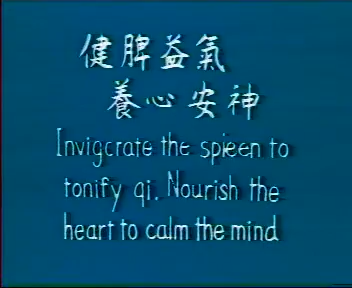 健脾益氣
養心安神
Invigcrate the spieen to
tonify qi. Nourish the
heart to calm the mind